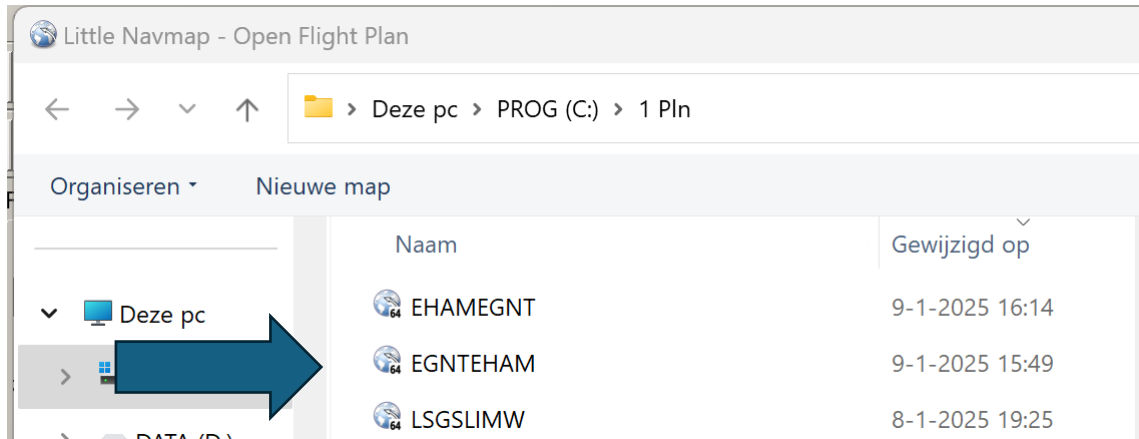 Little Navmap - Open Flight Plan
Deze pc > PROG (C:) > 1 Pln
Organiseren Nieuwe map
Naam Gewijzigd op
EHAMEGNT 9-1-2025 16:14
Deze pc
EGNTEHAM 9-1-2025 15:49
LSGSLIMW 8-1-2025 19:25
DATA (D:)